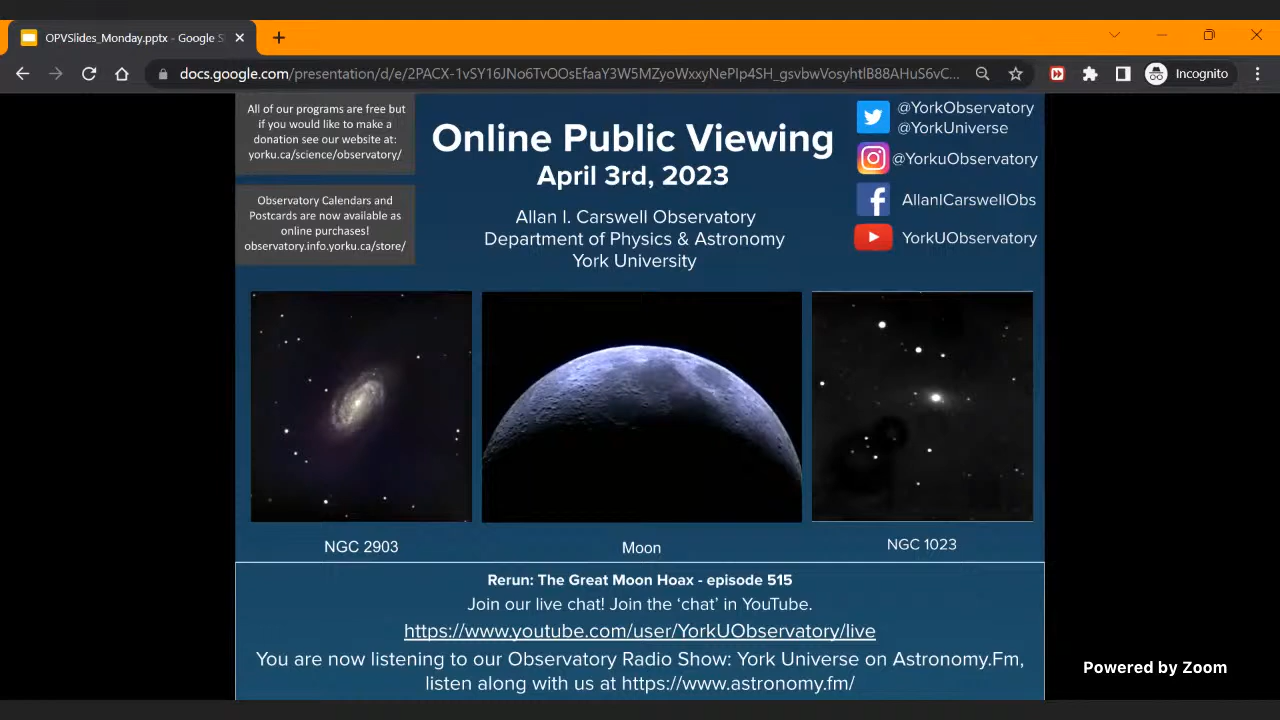 OPVSlides_Monday.pptx - Google S
docs.google.com/presentation/d/e/2PACX-1vSY16JNo6TvOOsEfaaY3W5MZyoWxxyNePIp4SH_gsvbwVosyhtlB88AHuS6vC...
Incognito
All of our programs are free but
if you would like to make a
donation see our website at:
yorku.ca/science/observatory/
Observatory Calendars and
Postcards are now available as
online purchases!
observatory.info.yorku.ca/store/
Online Public Viewing
April 3rd, 2023
Allan I. Carswell Observatory
Department of Physics & Astronomy
York University
@YorkObservatory
@YorkUniverse
@YorkuObservatory
AllanICarswellObs
YorkUObservatory
NGC 2903
Moon
NGC 1023
Rerun: The Great Moon Hoax - episode 515
Join our live chat! Join the ‘chat’ in YouTube.
https://www.youtube.com/user/YorkUObservatory/live
You are now listening to our Observatory Radio Show: York Universe on Astronomy.Fm,
listen along with us at https://www.astronomy.fm/
Powered by Zoom